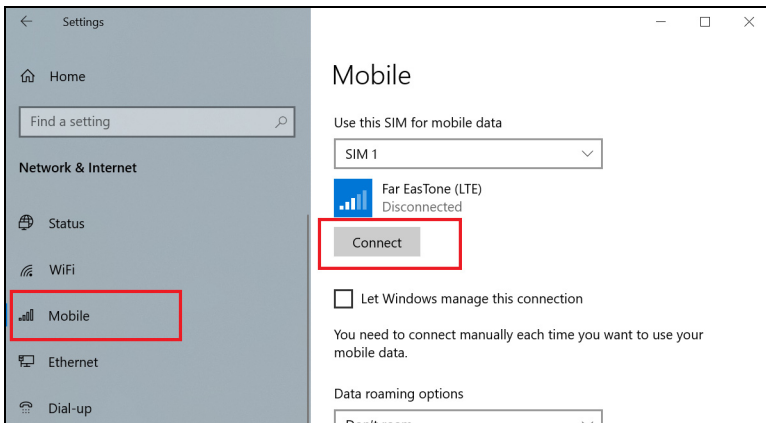 Settings
Home
Find a setting
Network & Internet
Status
WiFi
Mobile
Ethernet
Dial-up
Mobile
Use this SIM for mobile data
SIM 1
Far EasTone (LTE)
Disconnected
Connect
Let Windows manage this connection
You need to connect manually each time you want to use your
mobile data.
Data roaming options
Don't roam